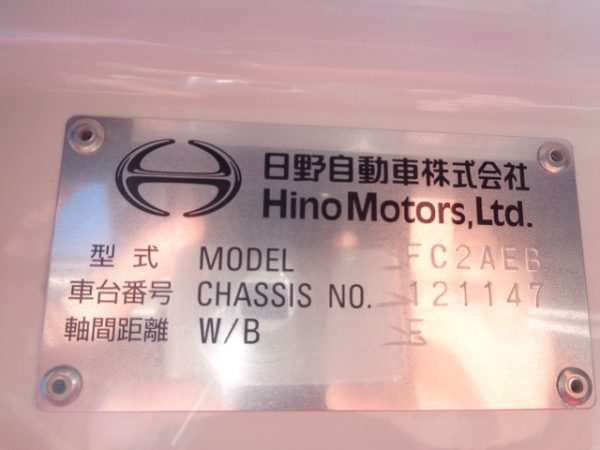 日野自動車株式会社
Hino Motors, Ltd.
型式 MODEL FC2AEB
車台番号 CHASSIS NO. 121147
軸間距離 W/B E